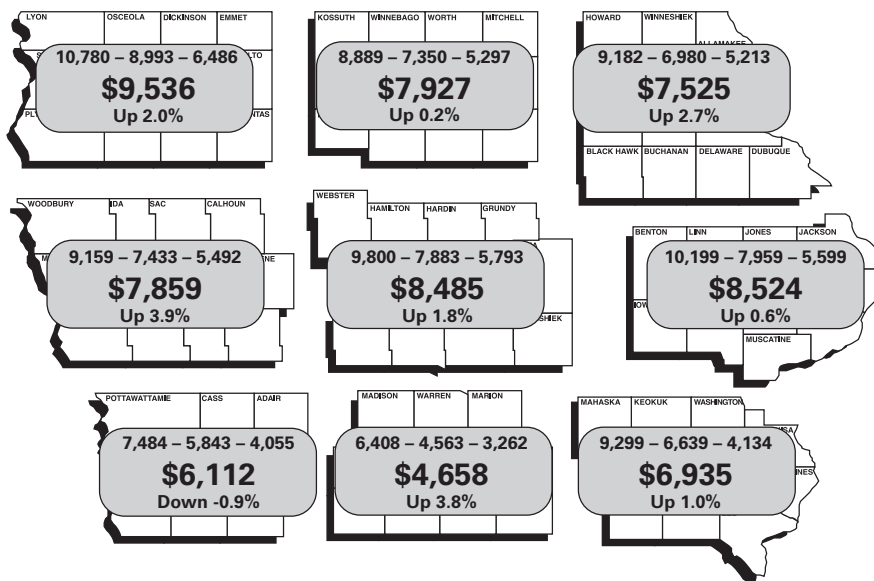 LYON OSCEOLA DICKINSON EMMET
10,780 – 8,993 – 6,486
$9,536
Up 2.0%
KOSSUTH WINNEBAGO WORTH MITCHELL
8,889 – 7,350 – 5,297
$7,927
Up 0.2%
HOWARD WINNESHIEK
9,182 – 6,980 – 5,213
$7,525
Up 2.7%
BLACK HAWK BUCHANAN DELAWARE DUBUQUE
WOODBURY IDA SAC CALHOUN
9,159 – 7,433 – 5,492
$7,859
Up 3.9%
WEBSTER
HAMILTON HARDIN GRUNDY
9,800 – 7,883 – 5,793
$8,485
Up 1.8%
BENTON LINN JONES JACKSON
10,199 – 7,959 – 5,599
$8,524
Up 0.6%
MUSCATINE
POTTAWATTAMIE CASS ADAIR
7,484 – 5,843 – 4,055
$6,112
Down -0.9%
MADISON WARREN MARION
6,408 – 4,563 – 3,262
$4,658
Up 3.8%
MAHASKA KEOKUK WASHINGTON
9,299 – 6,639 – 4,134
$6,935
Up 1.0%